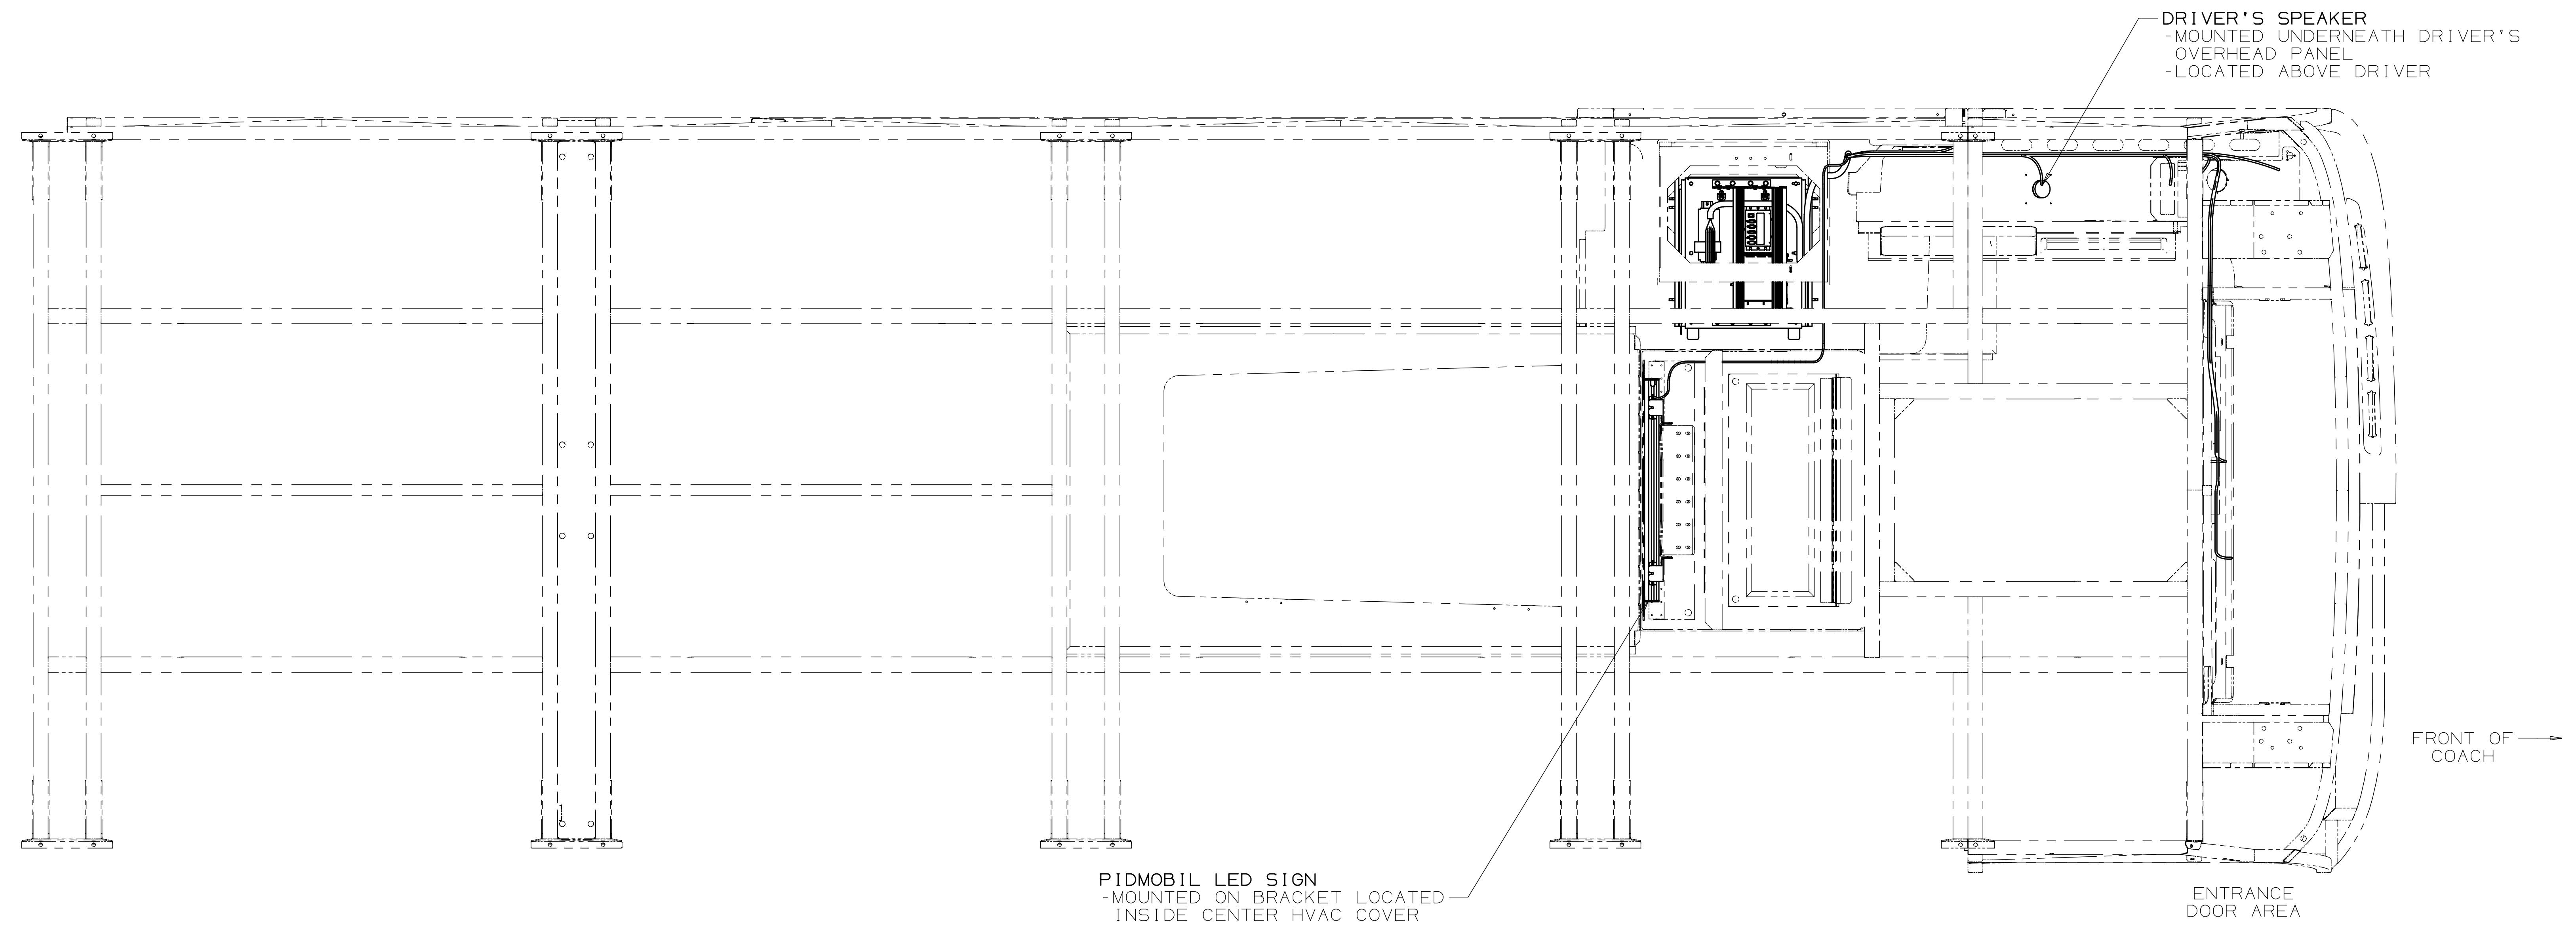 DRIVER'S SPEAKER
-MOUNTED UNDERNEATH DRIVER'S
OVERHEAD PANEL
-LOCATED ABOVE DRIVER
FRONT OF
COACH
PIDMOBIL LED SIGN
-MOUNTED ON BRACKET LOCATED
INSIDE CENTER HVAC COVER
ENTRANCE
DOOR AREA